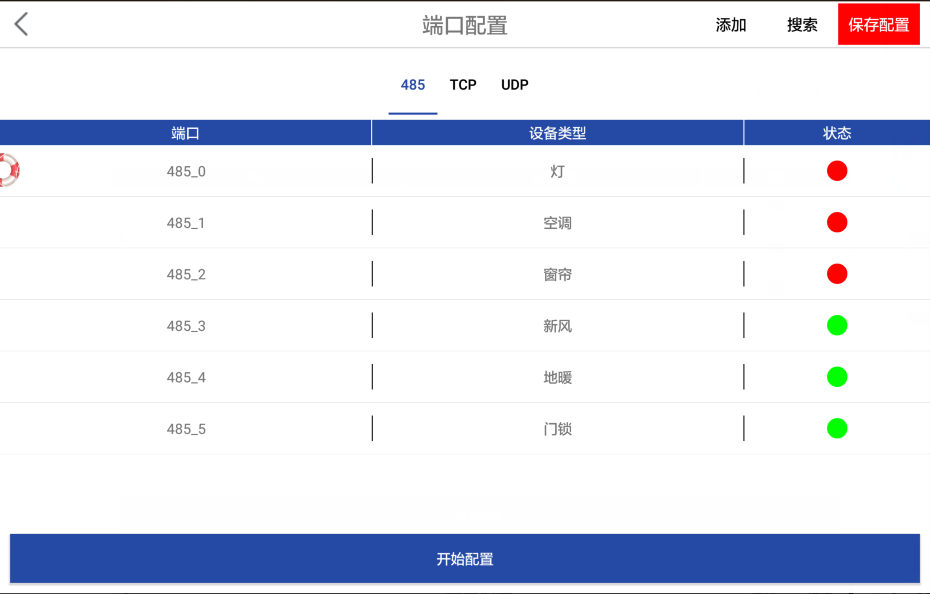 端口配置 添加 搜索 保存配置
485 TCP UDP
端口 设备类型 状态
485_0 灯
485_1 空调
485_2 窗帘
485_3 新风
485_4 地暖
485_5 门锁
开始配置